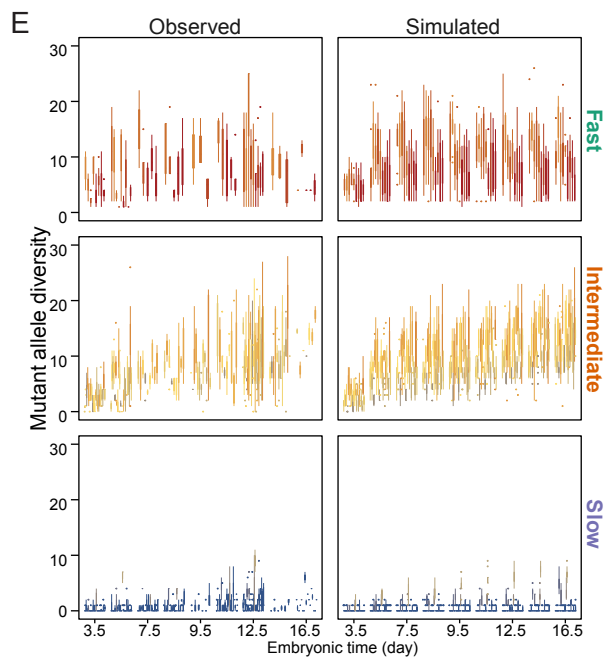 E
Observed
Simulated
Mutant allele diversity
30
20
10
0
Fast
30
20
10
0
Intermediate
30
20
10
0
Slow
3.5 7.5 9.5 12.5 16.5
3.5 7.5 9.5 12.5 16.5
Embryonic time (day)